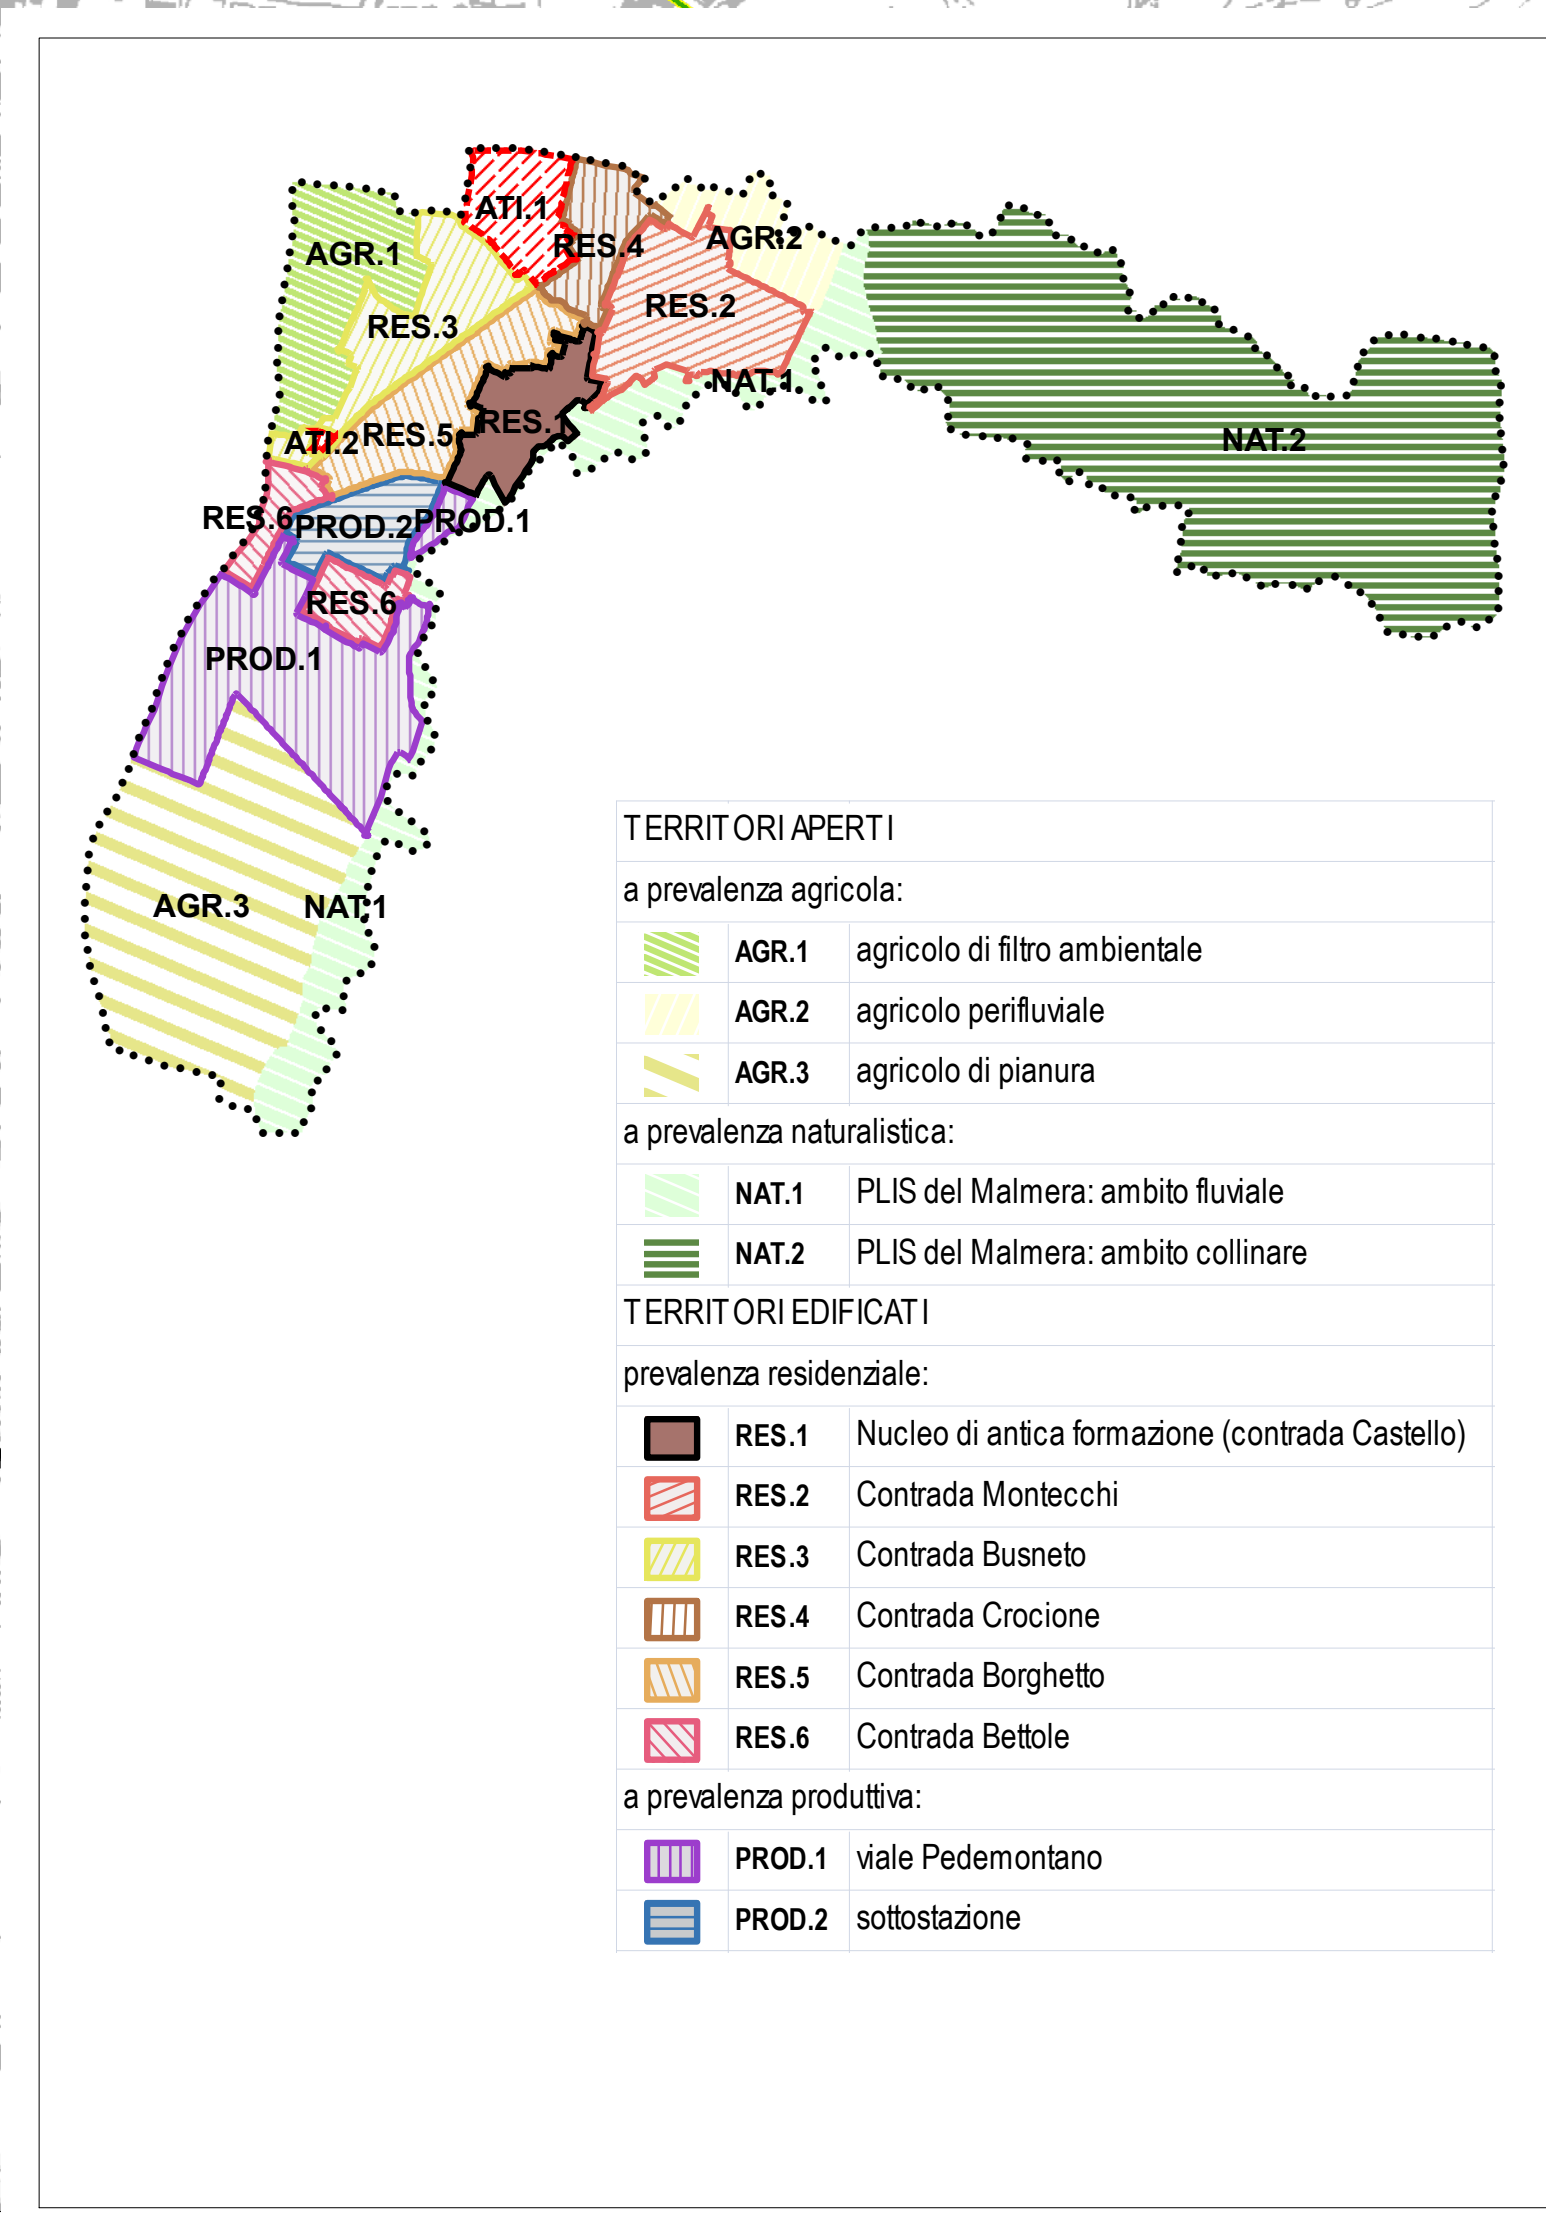 ATI.1
RES.4
AGR.1
AGR.2
RES.2
RES.3
NAT.1
RES.1
ATI.2
RES.5
NAT.2
RES.6
PROD.2
PROD.1
RES.6
PROD.1
AGR.3
NAT.1
TERRITORI APERTI
a prevalenza agricola:
AGR.1 agricolo di filtro ambientale
AGR.2 agricolo perifluviale
AGR.3 agricolo di pianura
a prevalenza naturalistica:
NAT.1 PLIS del Malmera: ambito fluviale
NAT.2 PLIS del Malmera: ambito collinare
TERRITORI EDIFICATI
prevalenza residenziale:
RES.1 Nucleo di antica formazione (contrada Castello)
RES.2 Contrada Montecchi
RES.3 Contrada Busneto
RES.4 Contrada Crocione
RES.5 Contrada Borghetto
RES.6 Contrada Bettole
a prevalenza produttiva:
PROD.1 viale Pedemontano
PROD.2 sottostazione